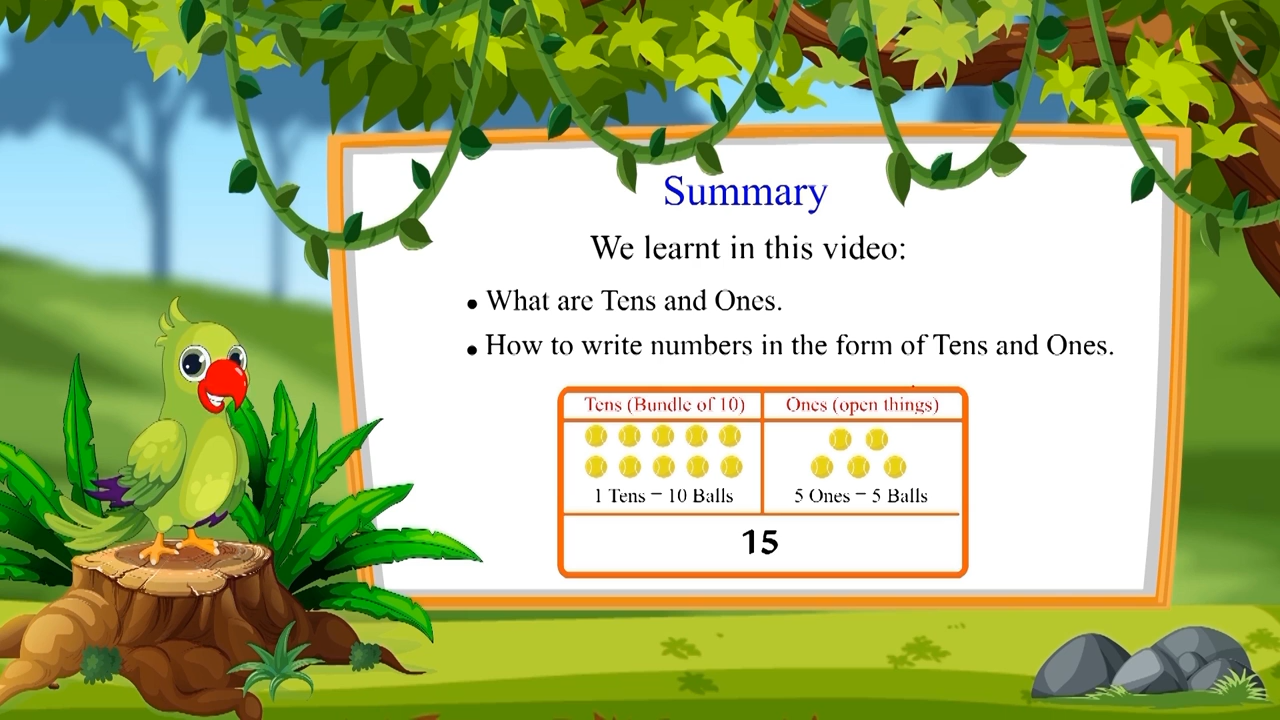 Summary
We learnt in this video:
• What are Tens and Ones.
• How to write numbers in the form of Tens and Ones.
Tens (Bundle of 10) Ones (open things)
1 Tens = 10 Balls 5 Ones = 5 Balls
15